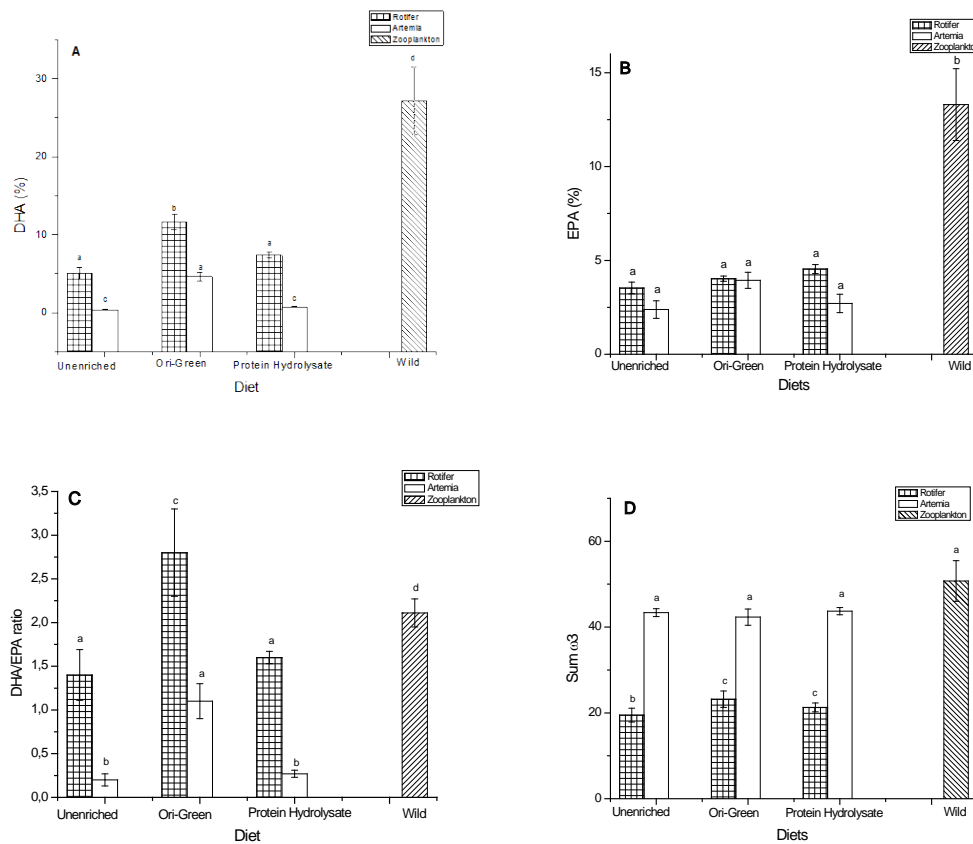 A
Rotifer
Artemia
Zooplankton
DHA (%)
30
20
10
0
a
c
b
a
a
c
d
Unenriched
Ori-Green
Protein Hydrolysate
Wild
Diet
B
Rotifer
Artemia
Zooplankton
EPA (%)
15
10
5
0
a
a
a
a
a
a
b
Unenriched
Ori-Green
Protein Hydrolysate
Wild
Diets
C
Rotifer
Artemia
Zooplankton
DHA/EPA ratio
3,5
3,0
2,5
2,0
1,5
1,0
0,5
0,0
a
b
c
a
a
b
d
Unenriched
Ori-Green
Protein Hydrolysate
Wild
Diet
D
Rotifer
Artemia
Zooplankton
Sum ω3
60
40
20
0
b
a
c
a
c
a
a
Unenriched
Ori-Green
Protein Hydrolysate
Wild
Diets